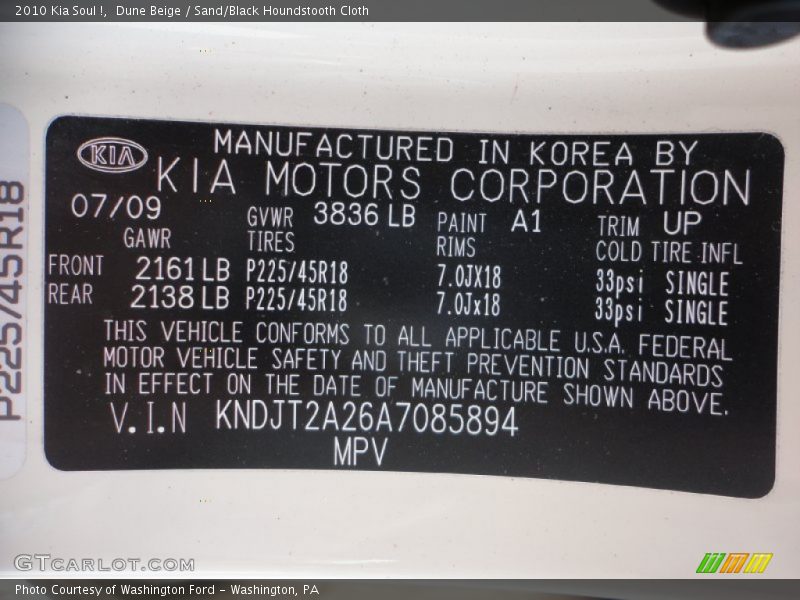 2010 Kia Soul !,  Dune Beige / Sand/Black Houndstooth Cloth
P225/45R18
KIA
MANUFACTURED IN KOREA BY
KIA MOTORS CORPORATION
07/09 GVWR 3836 LB PAINT A1 TRIM UP
GAWR TIRES RIMS COLD TIRE INFL
FRONT 2161 LB P225/45R18 7.0JX18 33psi SINGLE
REAR 2138 LB P225/45R18 7.0Jx18 33psi SINGLE
THIS VEHICLE CONFORMS TO ALL APPLICABLE U.S.A. FEDERAL
MOTOR VEHICLE SAFETY AND THEFT PREVENTION STANDARDS
IN EFFECT ON THE DATE OF MANUFACTURE SHOWN ABOVE.
V.I.N KNDJT2A26A7085894
MPV
GTCARLOT.COM
Photo Courtesy of Washington Ford - Washington, PA